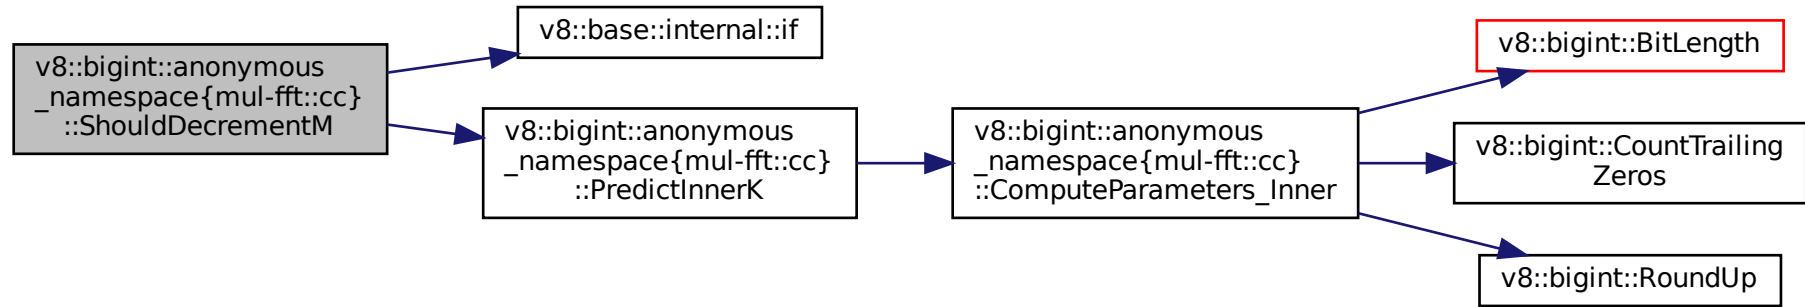 v8::bigint::anonymous
_namespace{mul-fft::cc}
::ShouldDecrementM
v8::base::internal::if
v8::bigint::anonymous
_namespace{mul-fft::cc}
::PredictInnerK
v8::bigint::anonymous
_namespace{mul-fft::cc}
::ComputeParameters_Inner
v8::bigint::BitLength
v8::bigint::CountTrailing
Zeros
v8::bigint::RoundUp